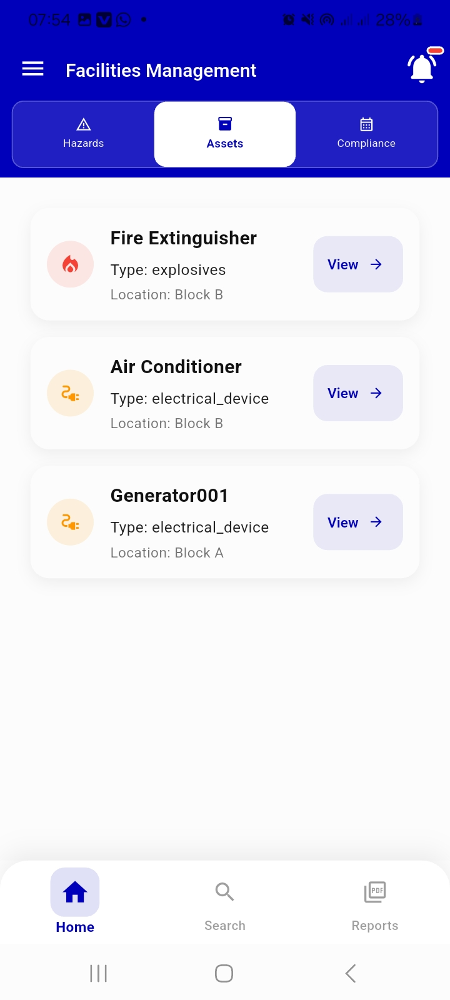 07:54 28%
Facilities Management
Hazards Assets Compliance
Fire Extinguisher
Type: explosives
Location: Block B
View
Air Conditioner
Type: electrical_device
Location: Block B
View
Generator001
Type: electrical_device
Location: Block A
View
PDF
Home Search Reports